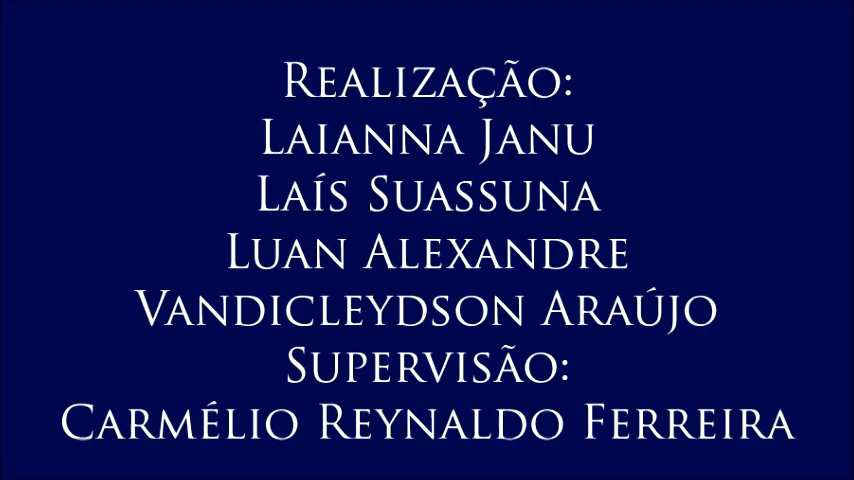 Realização:
Laianna Janu
Laís Suassuna
Luan Alexandre
Vandicleydson Araújo
Supervisão:
Carmélio Reynaldo Ferreira